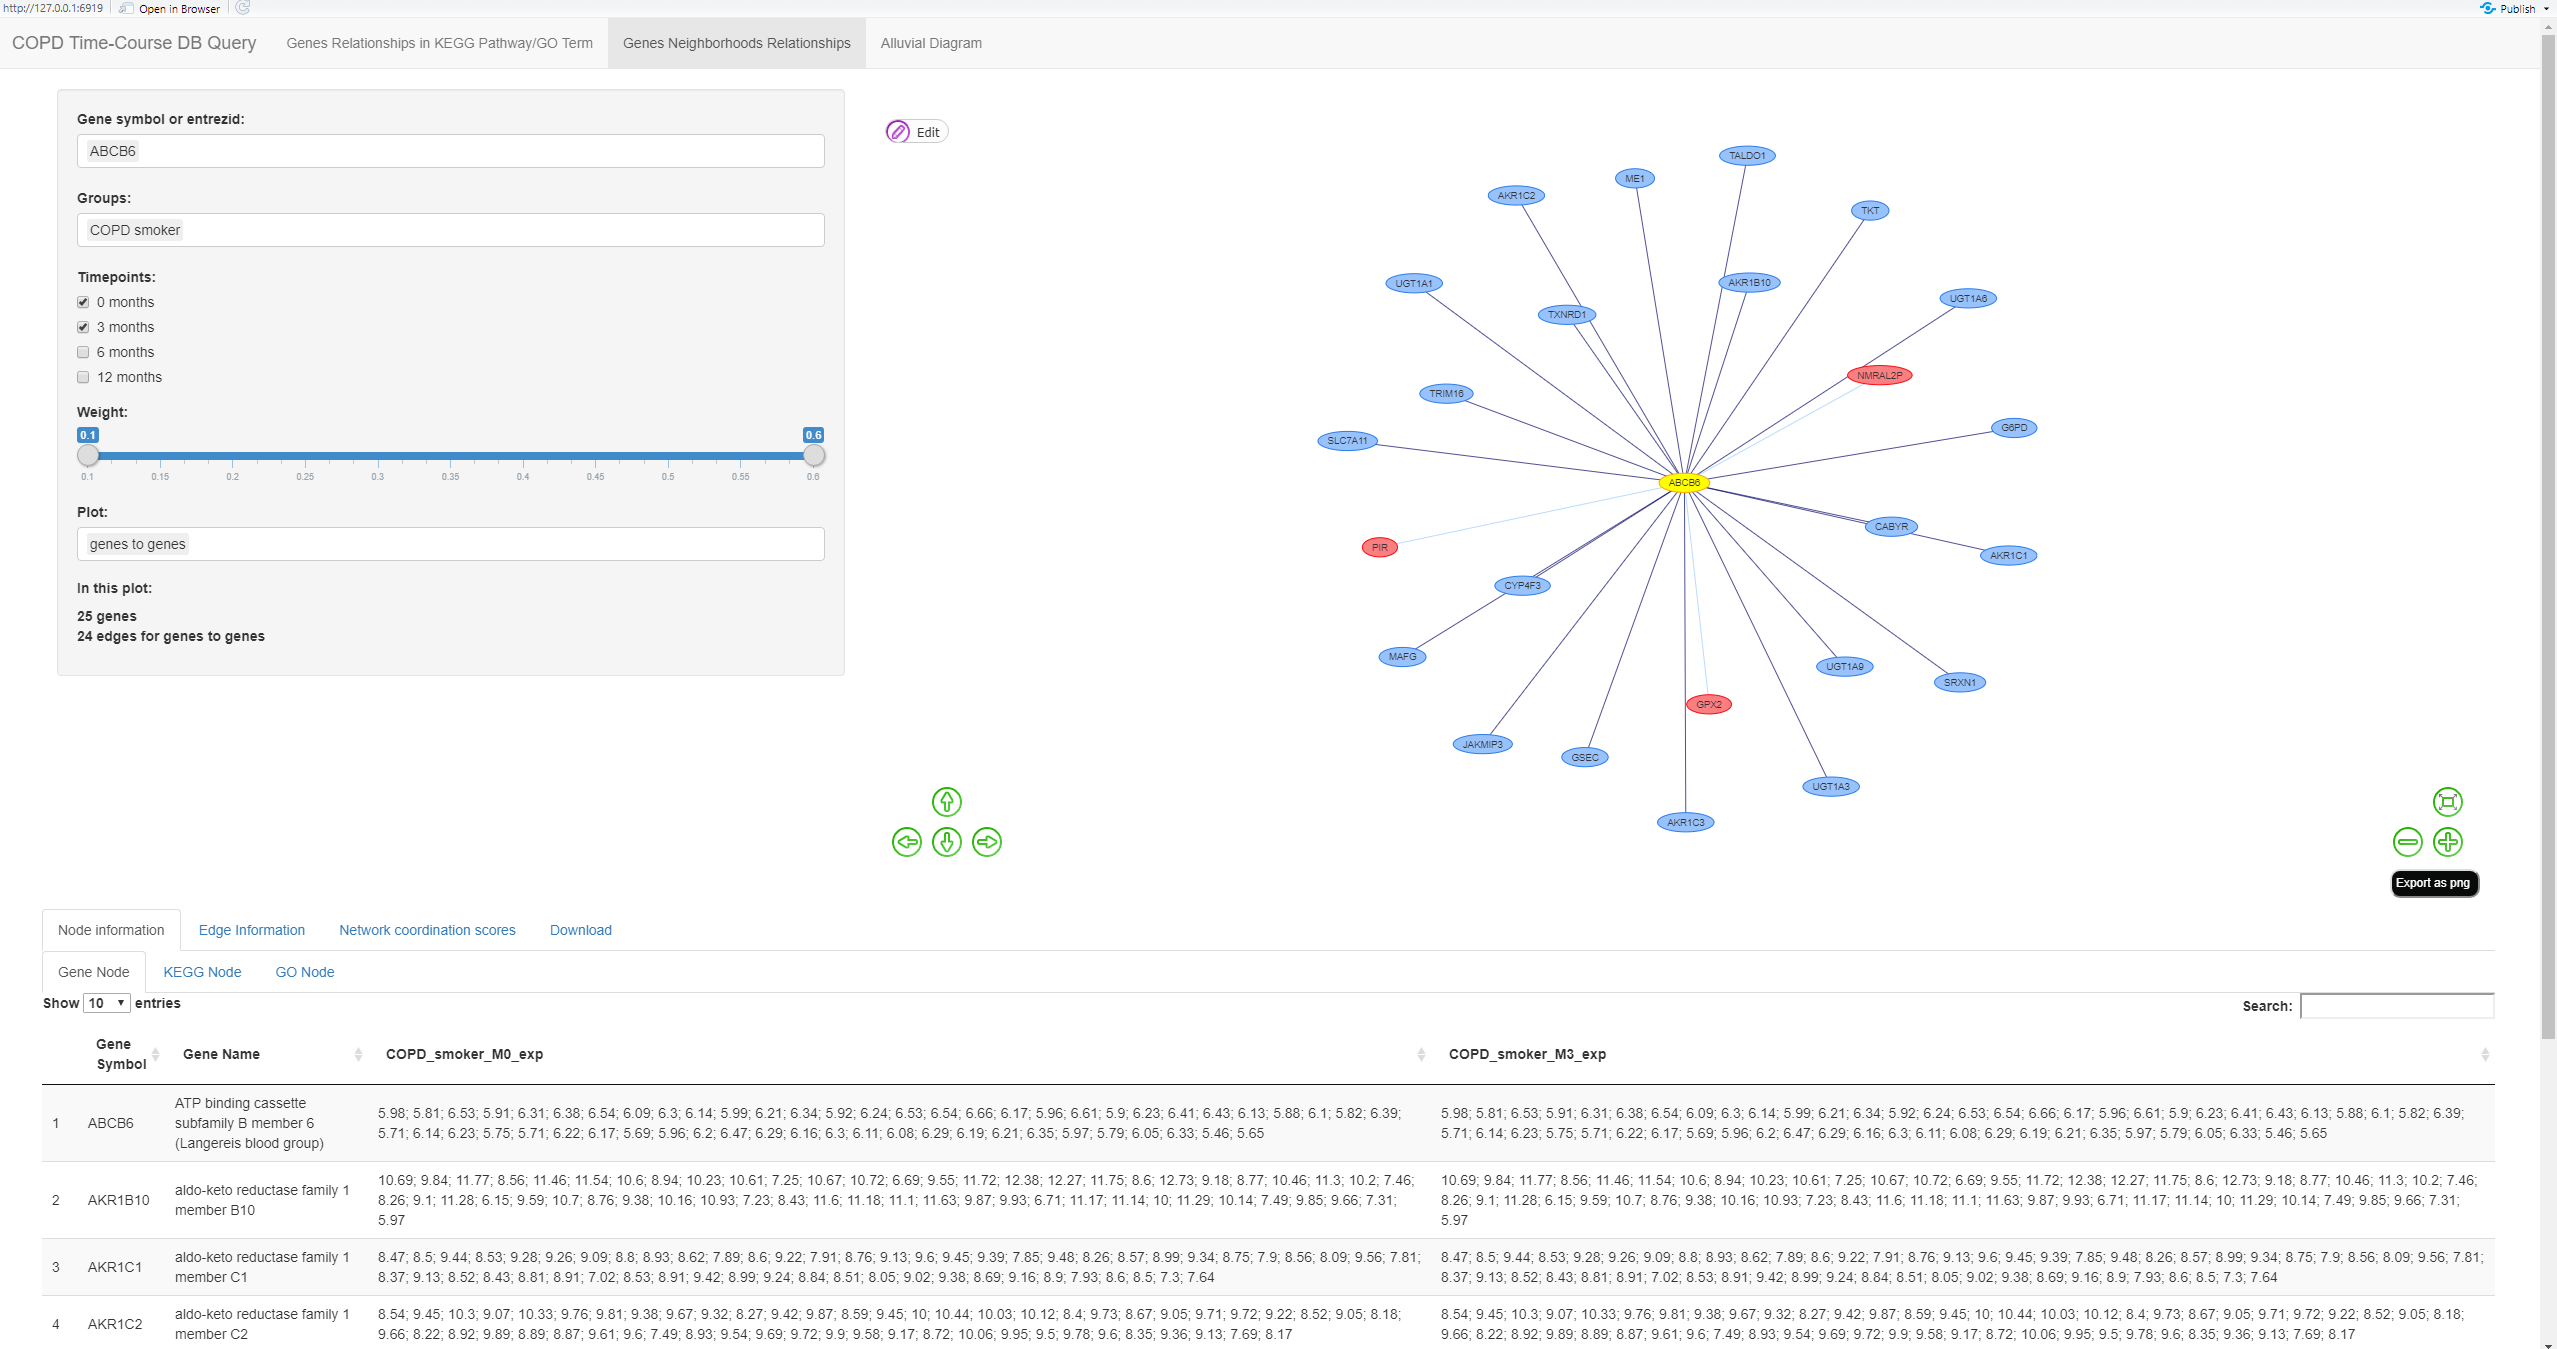 http://127.0.0.1:6919 Open in Browser Publish
COPD Time-Course DB Query Genes Relationships in KEGG Pathway/GO Term Genes Neighborhoods Relationships Alluvial Diagram
Gene symbol or entrezid:
ABCB6
Groups:
COPD smoker
Timepoints:
0 months
3 months
6 months
12 months
Weight:
0.1 0.6
0.1 0.15 0.2 0.25 0.3 0.35 0.4 0.45 0.5 0.55 0.6
Plot:
genes to genes
In this plot:
25 genes
24 edges for genes to genes
Edit
TALDO1
ME1
AKR1C2
TKT
UGT1A1
AKR1B10
UGT1A6
TXNRD1
NMRAL2P
TRIM16
G6PD
SLC7A11
ABCB6
CABYR
PIR
AKR1C1
CYP4F3
MAFG
UGT1A9
SRXN1
GPX2
JAKMIP3
GSEC
UGT1A3
AKR1C3
Export as png
Node information Edge Information Network coordination scores Download
Gene Node KEGG Node GO Node
Show 10 entries Search:
Gene Symbol Gene Name COPD_smoker_M0_exp COPD_smoker_M3_exp
1 ABCB6
ATP binding cassette
subfamily B member 6
(Langereis blood group)
5.98; 5.81; 6.53; 5.91; 6.31; 6.38; 6.54; 6.09; 6.3; 6.14; 5.99; 6.21; 6.34; 5.92; 6.24; 6.53; 6.54; 6.66; 6.17; 5.96; 6.61; 5.9; 6.23; 6.41; 6.43; 6.13; 5.88; 6.1; 5.82; 6.39;
5.71; 6.14; 6.23; 5.75; 5.71; 6.22; 6.17; 5.69; 5.96; 6.2; 6.47; 6.29; 6.16; 6.3; 6.11; 6.08; 6.29; 6.19; 6.21; 6.35; 5.97; 5.79; 6.05; 6.33; 5.46; 5.65
5.98; 5.81; 6.53; 5.91; 6.31; 6.38; 6.54; 6.09; 6.3; 6.14; 5.99; 6.21; 6.34; 5.92; 6.24; 6.53; 6.54; 6.66; 6.17; 5.96; 6.61; 5.9; 6.23; 6.41; 6.43; 6.13; 5.88; 6.1; 5.82; 6.39;
5.71; 6.14; 6.23; 5.75; 5.71; 6.22; 6.17; 5.69; 5.96; 6.2; 6.47; 6.29; 6.16; 6.3; 6.11; 6.08; 6.29; 6.19; 6.21; 6.35; 5.97; 5.79; 6.05; 6.33; 5.46; 5.65
2 AKR1B10
aldo-keto reductase family 1
member B10
10.69; 9.84; 11.77; 8.56; 11.46; 11.54; 10.6; 8.94; 10.23; 10.61; 7.25; 10.67; 10.72; 6.69; 9.55; 11.72; 12.38; 12.27; 11.75; 8.6; 12.73; 9.18; 8.77; 10.46; 11.3; 10.2; 7.46;
8.26; 9.1; 11.28; 6.15; 9.59; 10.7; 8.76; 9.38; 10.16; 10.93; 7.23; 8.43; 11.6; 11.18; 11.1; 11.63; 9.87; 9.93; 6.71; 11.17; 11.14; 10; 11.29; 10.14; 7.49; 9.85; 9.66; 7.31;
5.97
10.69; 9.84; 11.77; 8.56; 11.46; 11.54; 10.6; 8.94; 10.23; 10.61; 7.25; 10.67; 10.72; 6.69; 9.55; 11.72; 12.38; 12.27; 11.75; 8.6; 12.73; 9.18; 8.77; 10.46; 11.3; 10.2; 7.46;
8.26; 9.1; 11.28; 6.15; 9.59; 10.7; 8.76; 9.38; 10.16; 10.93; 7.23; 8.43; 11.6; 11.18; 11.1; 11.63; 9.87; 9.93; 6.71; 11.17; 11.14; 10; 11.29; 10.14; 7.49; 9.85; 9.66; 7.31;
5.97
3 AKR1C1
aldo-keto reductase family 1
member C1
8.47; 8.5; 9.44; 8.53; 9.28; 9.26; 9.09; 8.8; 8.93; 8.62; 7.89; 8.6; 9.22; 7.91; 8.76; 9.13; 9.6; 9.45; 9.39; 7.85; 9.48; 8.26; 8.57; 8.99; 9.34; 8.75; 7.9; 8.56; 8.09; 9.56; 7.81;
8.37; 9.13; 8.52; 8.43; 8.81; 8.91; 7.02; 8.53; 8.91; 9.42; 8.99; 9.24; 8.84; 8.51; 8.05; 9.02; 9.38; 8.69; 9.16; 8.9; 7.93; 8.6; 8.5; 7.3; 7.64
8.47; 8.5; 9.44; 8.53; 9.28; 9.26; 9.09; 8.8; 8.93; 8.62; 7.89; 8.6; 9.22; 7.91; 8.76; 9.13; 9.6; 9.45; 9.39; 7.85; 9.48; 8.26; 8.57; 8.99; 9.34; 8.75; 7.9; 8.56; 8.09; 9.56; 7.81;
8.37; 9.13; 8.52; 8.43; 8.81; 8.91; 7.02; 8.53; 8.91; 9.42; 8.99; 9.24; 8.84; 8.51; 8.05; 9.02; 9.38; 8.69; 9.16; 8.9; 7.93; 8.6; 8.5; 7.3; 7.64
4 AKR1C2
aldo-keto reductase family 1
member C2
8.54; 9.45; 10.3; 9.07; 10.33; 9.76; 9.81; 9.38; 9.67; 9.32; 8.27; 9.42; 9.87; 8.59; 9.45; 10; 10.44; 10.03; 10.12; 8.4; 9.73; 8.67; 9.05; 9.71; 9.72; 9.22; 8.52; 9.05; 8.18;
9.66; 8.22; 8.92; 9.89; 8.89; 8.87; 9.61; 9.6; 7.49; 8.93; 9.54; 9.69; 9.72; 9.9; 9.58; 9.17; 8.72; 10.06; 9.95; 9.5; 9.78; 9.6; 8.35; 9.36; 9.13; 7.69; 8.17
8.54; 9.45; 10.3; 9.07; 10.33; 9.76; 9.81; 9.38; 9.67; 9.32; 8.27; 9.42; 9.87; 8.59; 9.45; 10; 10.44; 10.03; 10.12; 8.4; 9.73; 8.67; 9.05; 9.71; 9.72; 9.22; 8.52; 9.05; 8.18;
9.66; 8.22; 8.92; 9.89; 8.89; 8.87; 9.61; 9.6; 7.49; 8.93; 9.54; 9.69; 9.72; 9.9; 9.58; 9.17; 8.72; 10.06; 9.95; 9.5; 9.78; 9.6; 8.35; 9.36; 9.13; 7.69; 8.17